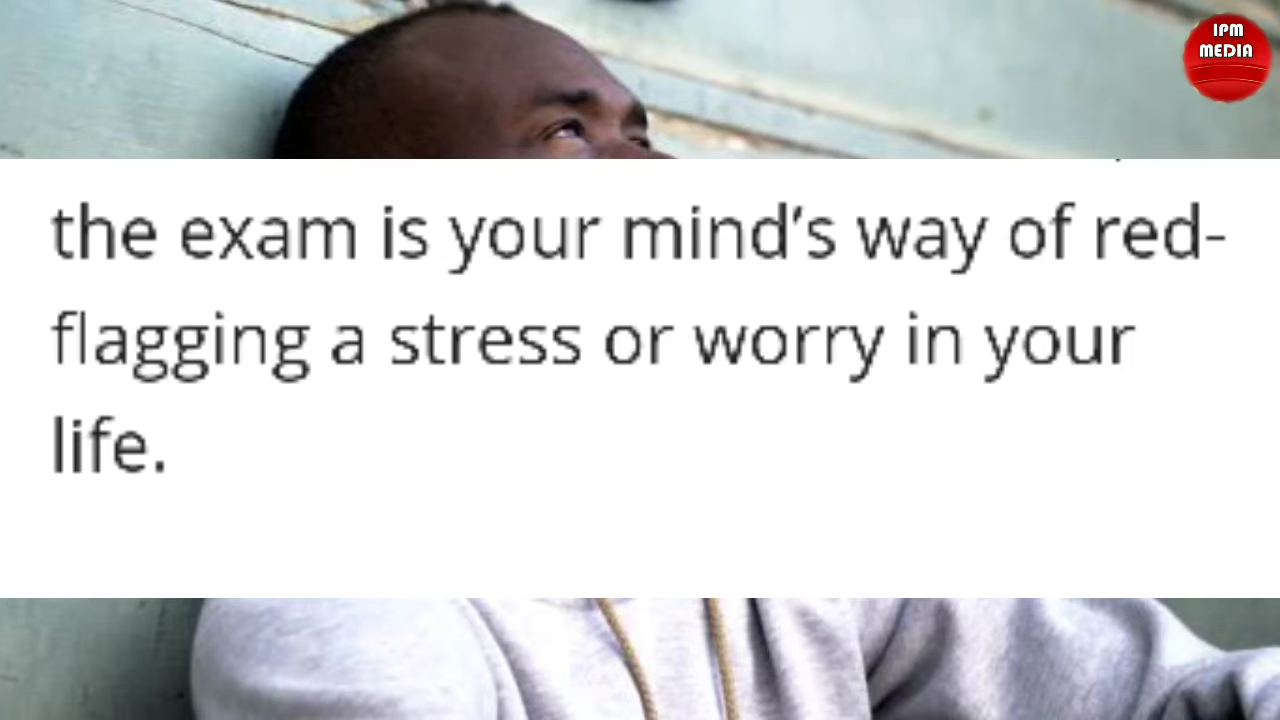 IPM
MEDIA
the exam is your mind’s way of red-
flagging a stress or worry in your
life.